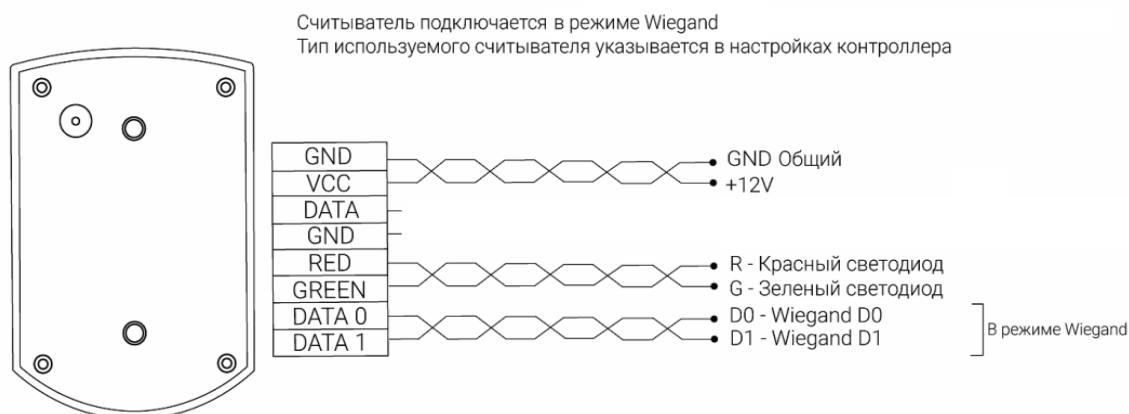 Считыватель подключается в режиме Wiegand
Тип используемого считывателя указывается в настройках контроллера
GND
VCC
DATA
GND
RED
GREEN
DATA 0
DATA 1
GND Общий
+12V
R - Красный светодиод
G - Зеленый светодиод
D0 - Wiegand D0
D1 - Wiegand D1
В режиме Wiegand